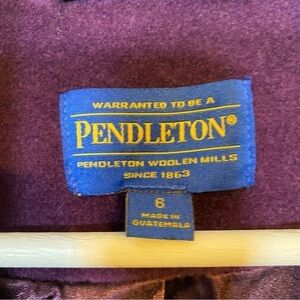 WARRANTED TO BE A
PENDLETON®
PENDLETON WOOLEN MILLS
SINCE 1863
6
MADE IN
GUATEMALA